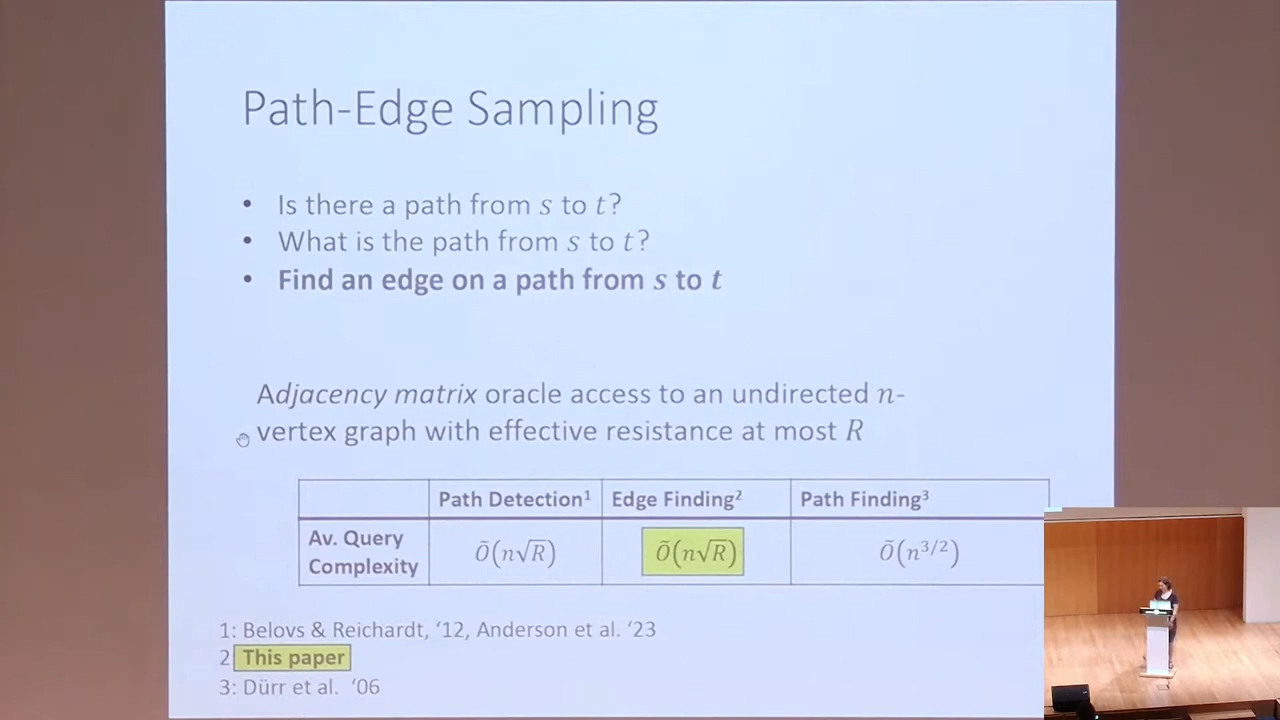 Path-Edge Sampling
• Is there a path from s to t?
• What is the path from s to t?
• Find an edge on a path from s to t
Adjacency matrix oracle access to an undirected n-
vertex graph with effective resistance at most R
Path Detection¹ Edge Finding² Path Finding³
Av. Query
Complexity
Õ(n√R) Õ(n√R) Õ(n^{3/2})
1: Belovs & Reichardt, ‘12, Anderson et al. ‘23
2 This paper
3: Dürr et al. ‘06